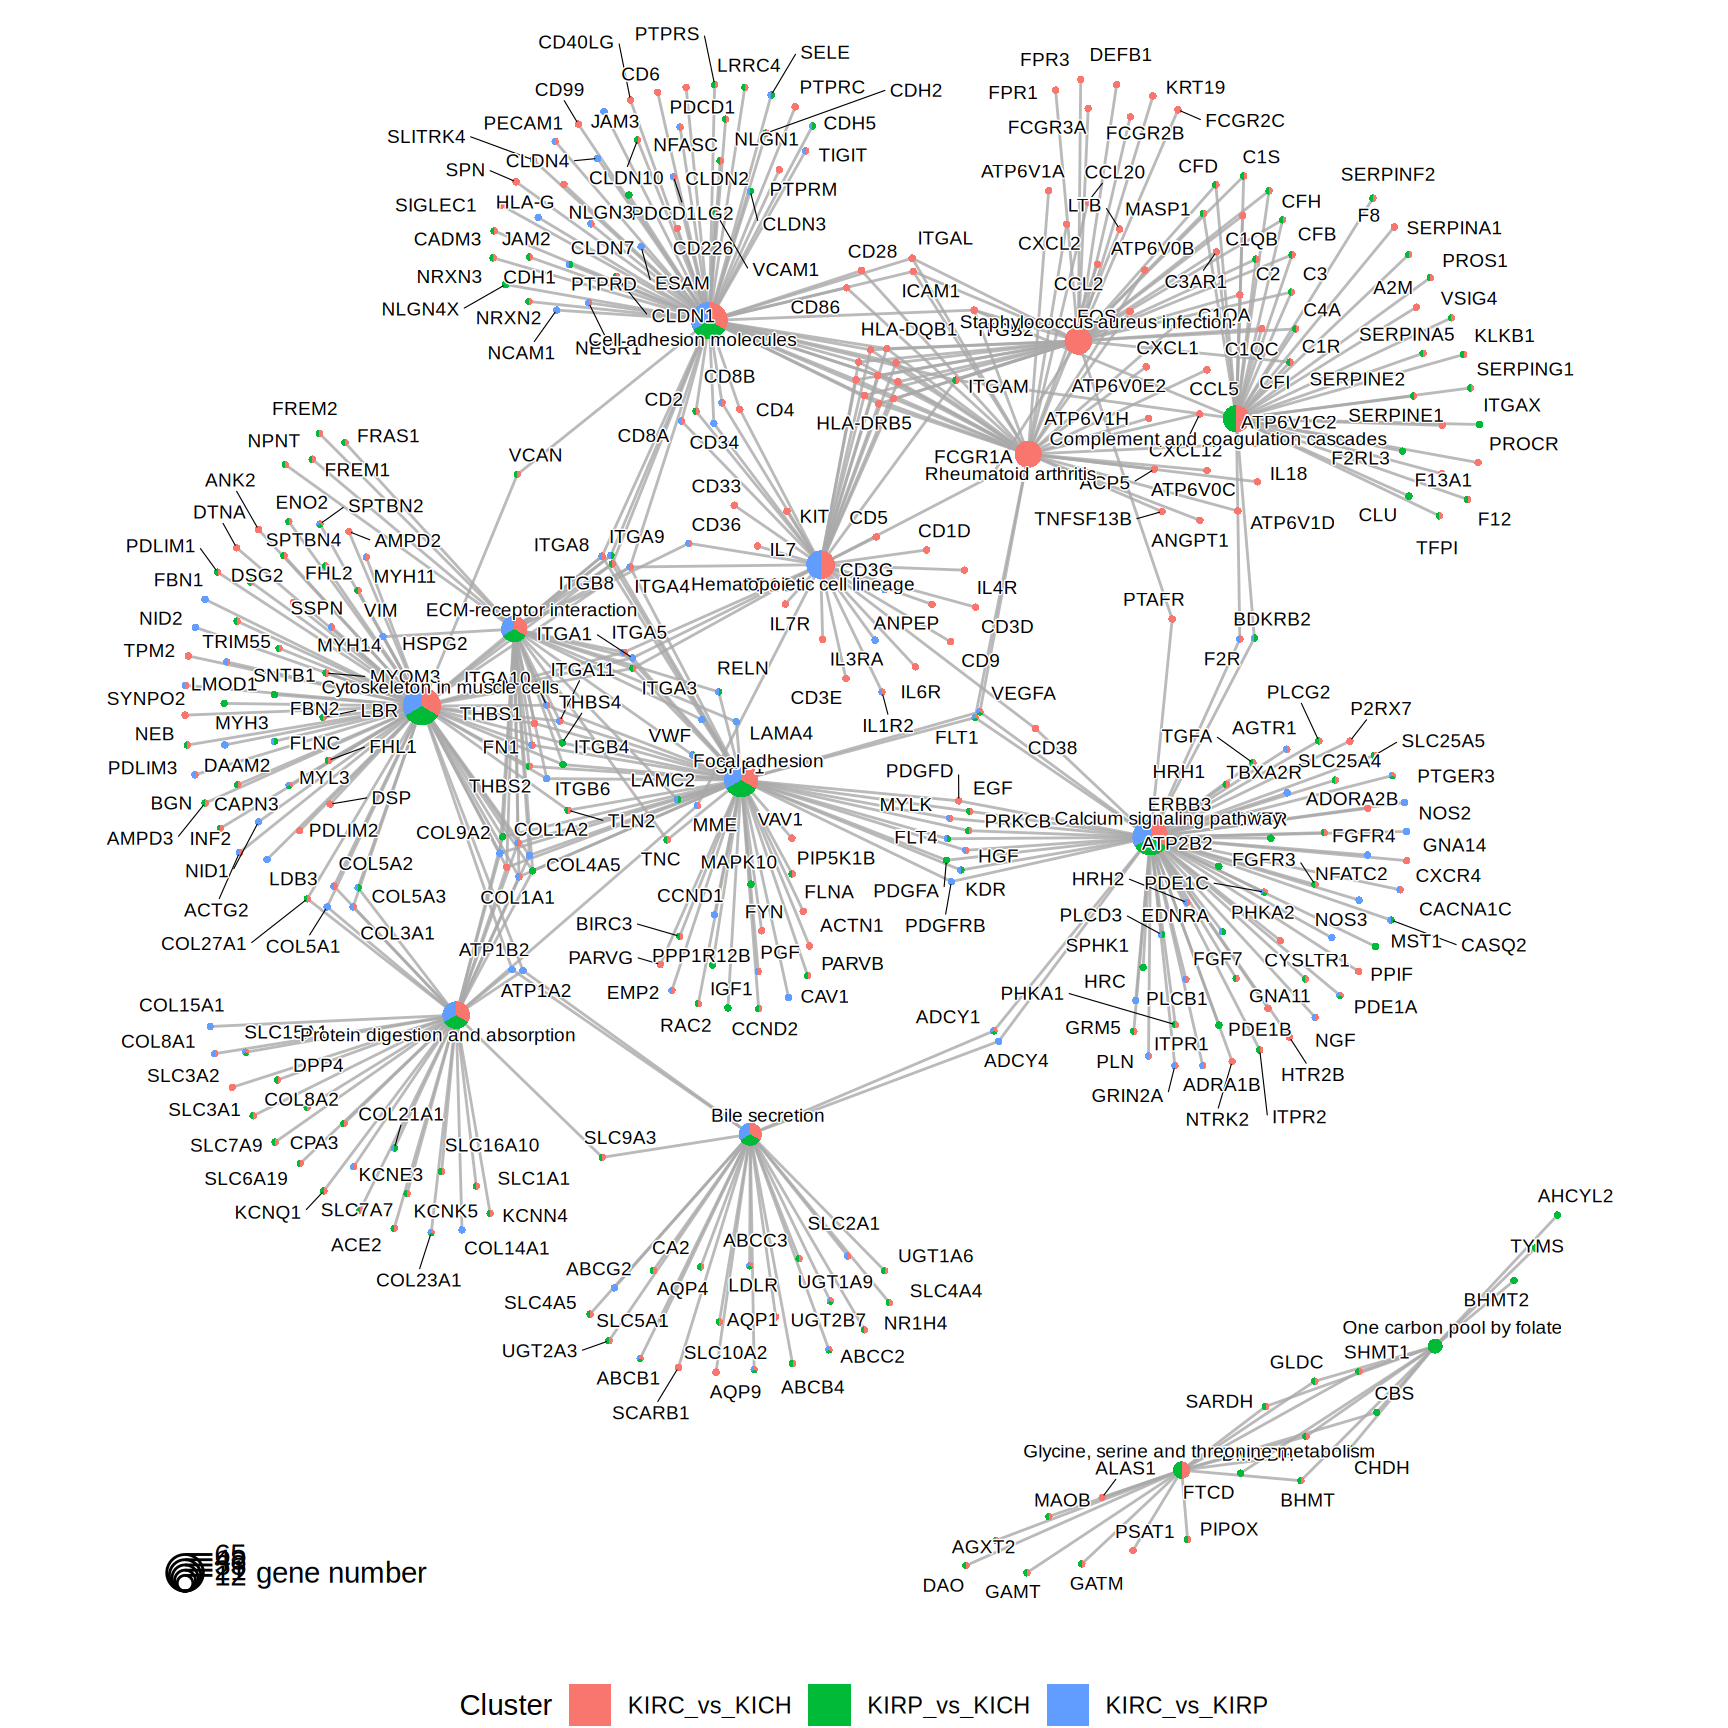 PTPRS
CD40LG
SELE
LRRC4
CD6
PTPRC
CDH2
CD99
PDCD1
JAM3
PECAM1
CDH5
SLITRK4
NFASC
NLGN1
TIGIT
CLDN4
SPN
CLDN10
CLDN2
PTPRM
HLA-G
SIGLEC1
NLGN3
PDCD1LG2
CLDN3
CADM3
JAM2
CLDN7
CD226
VCAM1
NRXN3
CDH1
PTPRD
ESAM
NLGN4X
NRXN2
CLDN1
NCAM1
NEGR1
Cell adhesion molecules
FPR3
DEFB1
FPR1
KRT19
FCGR3A
FCGR2B
FCGR2C
ATP6V1A
CCL20
CFD
C1S
SERPINF2
LTB
MASP1
CFH
F8
ITGAL
CXCL2
ATP6V0B
C1QB
CFB
SERPINA1
CD28
PROS1
ICAM1
CCL2
C3AR1
C2
C3
A2M
VSIG4
CD86
C4A
HLA-DQB1
ITGB2
FOS
C1QA
Staphylococcus aureus infection
SERPINA5
KLKB1
CXCL1
C1QC
C1R
SERPING1
ITGAM
ATP6V0E2
CCL5
CFI
SERPINE2
ITGAX
HLA-DRB5
ATP6V1H
ATP6V1C2
SERPINE1
PROCR
Complement and coagulation cascades
FCGR1A
CXCL12
F2RL3
Rheumatoid arthritis
ACP5
ATP6V0C
IL18
F13A1
TNFSF13B
ATP6V1D
CLU
F12
ANGPT1
TFPI
CD8B
CD2
CD4
CD8A
CD34
VCAN
CD33
KIT
CD5
CD1D
CD36
IL7
CD3G
Hematopoietic cell lineage
IL4R
IL7R
ANPEP
CD3D
IL3RA
CD9
CD3E
IL6R
IL1R2
VEGFA
FLT1
CD38
PTAFR
BDKRB2
F2R
FREM2
NPNT
FRAS1
FREM1
ANK2
ENO2
SPTBN2
DTNA
SPTBN4
AMPD2
PDLIM1
FBN1
DSG2
FHL2
MYH11
NID2
SSPN
VIM
ECM-receptor interaction
TPM2
TRIM55
MYH14
HSPG2
SNTB1
MYOM3
ITGA10
Cytoskeleton in muscle cells
SYNPO2
LMOD1
FBN2
LBR
NEB
MYH3
FLNC
FHL1
PDLIM3
DAAM2
MYL3
BGN
CAPN3
DSP
AMPD3
INF2
PDLIM2
NID1
LDB3
COL5A2
ACTG2
COL5A3
COL27A1
COL5A1
COL3A1
ITGA8
ITGA9
ITGB8
ITGA4
ITGA1
ITGA5
ITGA11
ITGA3
RELN
THBS1
THBS4
FN1
ITGB4
VWF
LAMA4
THBS2
ITGB6
LAMC2
SPP1
Focal adhesion
COL9A2
COL1A2
TLN2
MME
VAV1
COL4A5
TNC
MAPK10
PIP5K1B
COL1A1
CCND1
FLNA
BIRC3
FYN
ACTN1
PARVG
PPP1R12B
PGF
PARVB
EMP2
IGF1
CAV1
RAC2
CCND2
ATP1B2
ATP1A2
PDGFD
EGF
MYLK
PRKCB
FLT4
HGF
PDGFA
KDR
PDGFRB
TGFA
AGTR1
PLCG2
P2RX7
SLC25A5
HRH1
TBXA2R
SLC25A4
PTGER3
ERBB3
ADORA2B
NOS2
Calcium signaling pathway
ATP2B2
FGFR4
GNA14
FGFR3
NFATC2
CXCR4
HRH2
PDE1C
CACNA1C
PLCD3
EDNRA
PHKA2
NOS3
MST1
CASQ2
SPHK1
HRC
FGF7
CYSLTR1
PPIF
PHKA1
PLCB1
GNA11
PDE1A
GRM5
ITPR1
PDE1B
NGF
PLN
ADRA1B
HTR2B
GRIN2A
NTRK2
ITPR2
ADCY1
ADCY4
COL15A1
COL8A1
Protein digestion and absorption
SLC3A2
DPP4
SLC3A1
COL8A2
COL21A1
SLC7A9
CPA3
SLC16A10
SLC6A19
KCNE3
SLC1A1
KCNQ1
SLC7A7
KCNK5
KCNN4
ACE2
COL14A1
COL23A1
Bile secretion
SLC9A3
SLC2A1
CA2
ABCC3
UGT1A6
ABCG2
AQP4
LDLR
UGT1A9
SLC4A4
SLC4A5
SLC5A1
AQP1
UGT2B7
NR1H4
UGT2A3
SLC10A2
ABCC2
ABCB1
AQP9
ABCB4
SCARB1
AHCYL2
TYMS
BHMT2
One carbon pool by folate
SHMT1
GLDC
CBS
SARDH
Glycine, serine and threonine metabolism
ALAS1
CHDH
FTCD
BHMT
MAOB
PSAT1
PIPOX
AGXT2
DAO
GAMT
GATM
65
12
gene number
Cluster KIRC_vs_KICH KIRP_vs_KICH KIRC_vs_KIRP